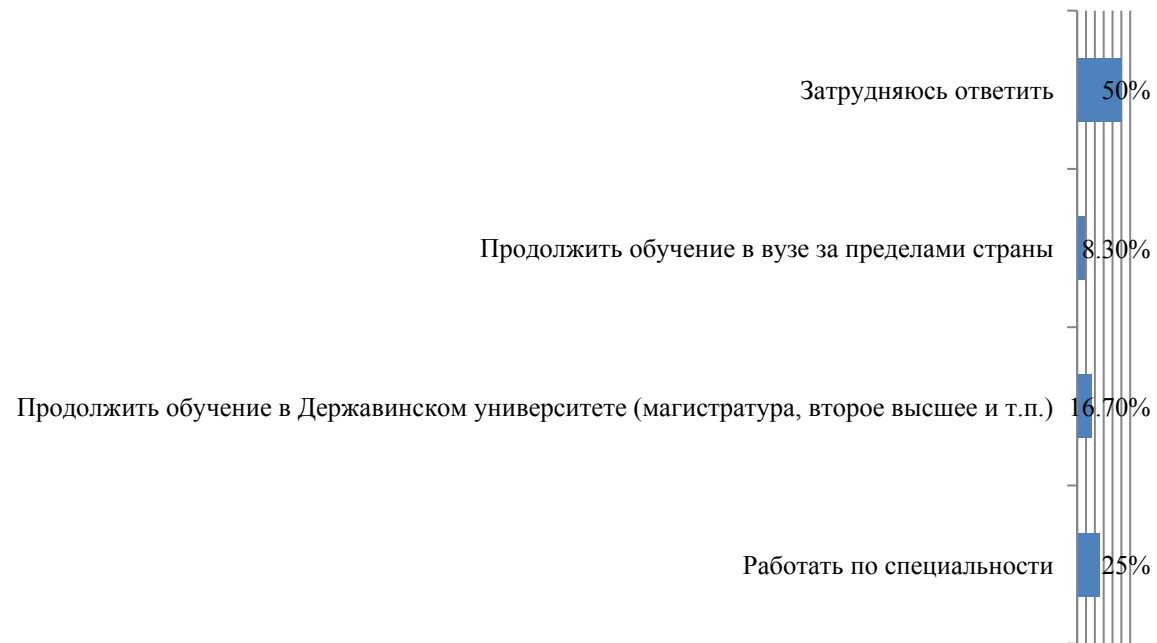 Затрудняюсь ответить 50%
Продолжить обучение в вузе за пределами страны 8.30%
Продолжить обучение в Державинском университете (магистратура, второе высшее и т.п.) 16.70%
Работать по специальности 25%